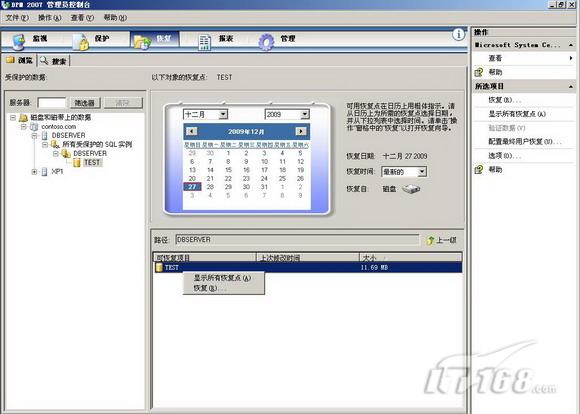 DPM 2007 管理员控制台
文件(F) 操作(A) 查看(V) 帮助(H)
监视 保护 恢复 报表 管理
浏览 搜索
受保护的数据:
服务器: 筛选器 清除
磁盘和磁带上的数据
contoso.com
DBSERVER
所有受保护的 SQL 实例
DBSERVER
TEST
XP1
以下对象的恢复点: TEST
十二月 2009
2009年12月
星期日 星期一 星期二 星期三 星期四 星期五 星期六
29 30 1 2 3 4 5
6 7 8 9 10 11 12
13 14 15 16 17 18 19
20 21 22 23 24 25 26
27 28 29 30 31 1 2
3 4 5 6 7 8 9
可用恢复点在日历上用粗体指示。请
从日历上为所需的恢复点选择日期，
并从下拉列表中选择时间。请单击“操
作”窗格中的“恢复”以打开恢复向导。
恢复日期: 十二月 27 2009
恢复时间: 最新的
恢复自: 磁盘
路径: DBSERVER 上一级
可恢复项目 上次修改时间 大小
TEST 11.69 MB
显示所有恢复点(A)
恢复(R)...
操作
Microsoft System Ce...
查看
帮助
所选项目
恢复(R)...
显示所有恢复点(A)
验证数据(V)
配置最终用户恢复(U)...
选项(O)...
帮助
IT168.com